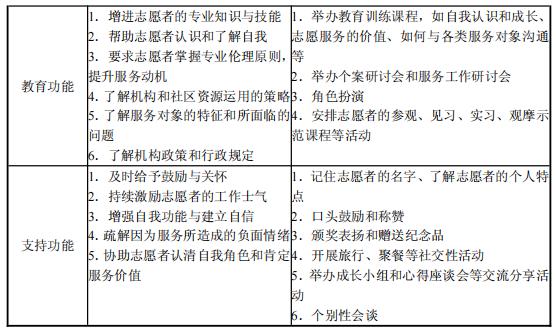 教育功能
1．增进志愿者的专业知识与技能
2．帮助志愿者认识和了解自我
3．要求志愿者掌握专业伦理原则，
提升服务动机
4．了解机构和社区资源运用的策略
5．了解服务对象的特征和所面临的
问题
6．了解机构政策和行政规定
1．举办教育训练课程，如自我认识和成长、
志愿服务的价值、如何与各类服务对象沟通
等
2．举办个案研讨会和服务工作研讨会
3．角色扮演
4．安排志愿者的参观、见习、实习、观摩示
范课程等活动
支持功能
1．及时给予鼓励与关怀
2．持续激励志愿者的工作士气
3．增强自我功能与建立自信
4．疏解因为服务所造成的负面情绪
5．协助志愿者认清自我角色和肯定
服务价值
1．记住志愿者的名字、了解志愿者的个人特
点
2．口头鼓励和称赞
3．颁奖表扬和赠送纪念品
4．开展旅行、聚餐等社交性活动
5．举办成长小组和心得座谈会等交流分享活
动
6．个别性会谈